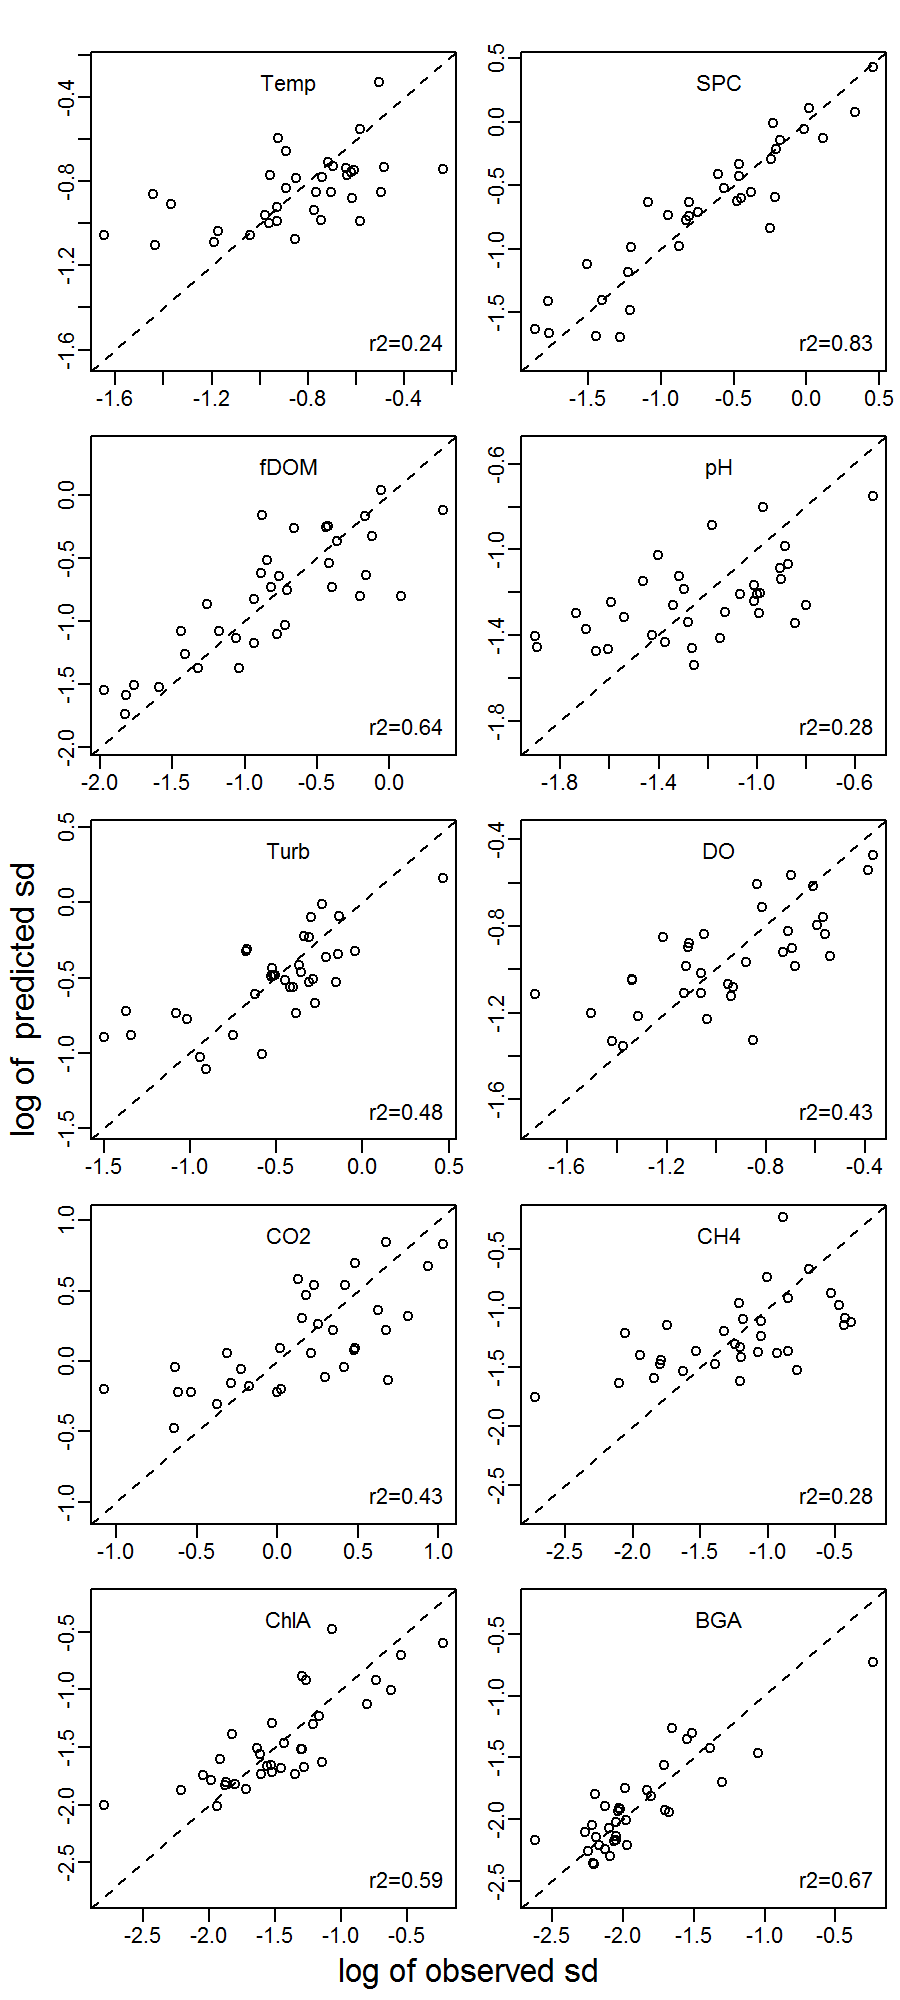 Temp
-0.4
-0.8
-1.2
-1.6
r2=0.24
-1.6 -1.2 -0.8 -0.4
SPC
0.5
0.0
-0.5
-1.0
-1.5
r2=0.83
-1.5 -1.0 -0.5 0.0 0.5
fDOM
0.0
-0.5
-1.0
-1.5
-2.0
r2=0.64
-2.0 -1.5 -1.0 -0.5 0.0
pH
-0.6
-1.0
-1.4
-1.8
r2=0.28
-1.8 -1.4 -1.0 -0.6
log of predicted sd
Turb
0.5
0.0
-0.5
-1.0
-1.5
r2=0.48
-1.5 -1.0 -0.5 0.0 0.5
DO
-0.4
-0.8
-1.2
-1.6
r2=0.43
-1.6 -1.2 -0.8 -0.4
CO2
1.0
0.5
0.0
-0.5
-1.0
r2=0.43
-1.0 -0.5 0.0 0.5 1.0
CH4
-0.5
-1.0
-1.5
-2.0
-2.5
r2=0.28
-2.5 -2.0 -1.5 -1.0 -0.5
ChlA
-0.5
-1.0
-1.5
-2.0
-2.5
r2=0.59
-2.5 -2.0 -1.5 -1.0 -0.5
BGA
-0.5
-1.0
-1.5
-2.0
-2.5
r2=0.67
-2.5 -2.0 -1.5 -1.0 -0.5
log of observed sd